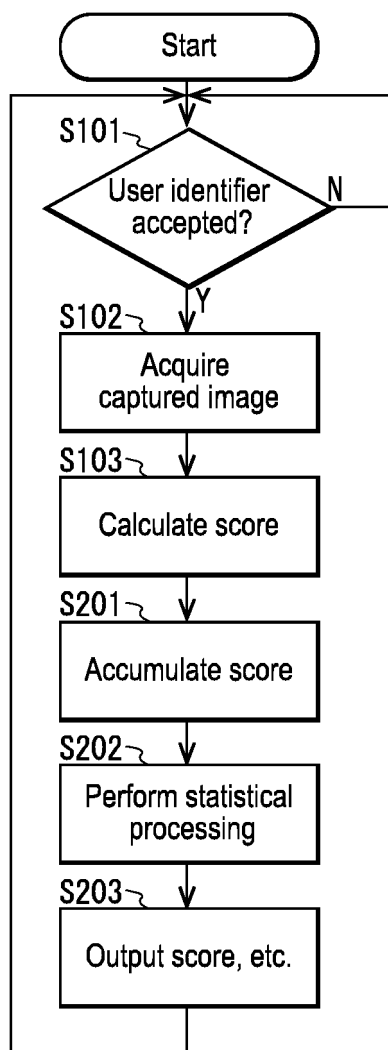 Start
S101
User identifier
accepted?
N
Y
S102
Acquire
captured image
S103
Calculate score
S201
Accumulate score
S202
Perform statistical
processing
S203
Output score, etc.